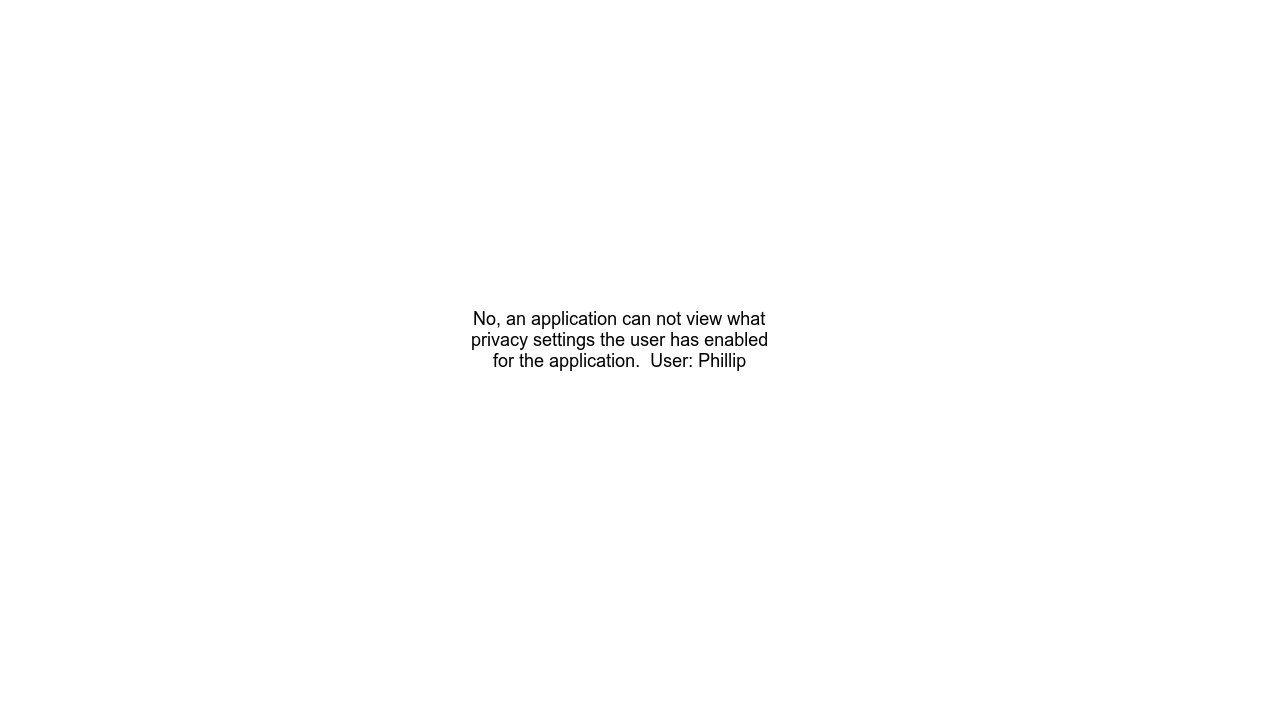 No, an application can not view what
privacy settings the user has enabled
for the application.  User: Phillip